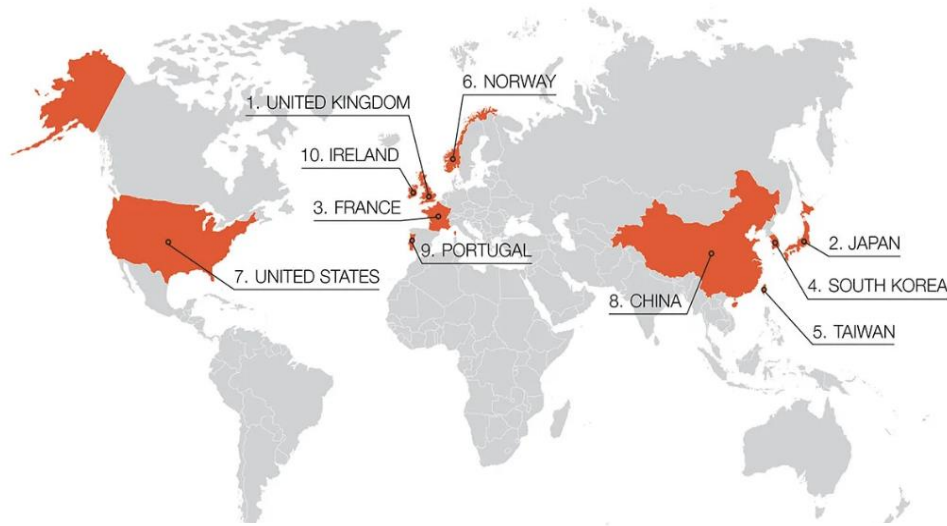 6. NORWAY
1. UNITED KINGDOM
10. IRELAND
3. FRANCE
9. PORTUGAL
2. JAPAN
7. UNITED STATES
4. SOUTH KOREA
8. CHINA
5. TAIWAN